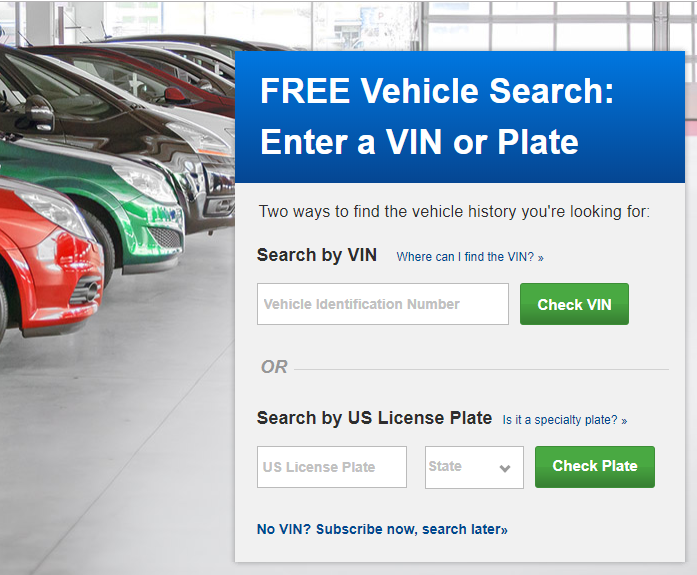 FREE Vehicle Search:
Enter a VIN or Plate
Two ways to find the vehicle history you're looking for:
Search by VIN Where can I find the VIN? »
Vehicle Identification Number Check VIN
OR
Search by US License Plate Is it a specialty plate? »
US License Plate State Check Plate
No VIN? Subscribe now, search later»